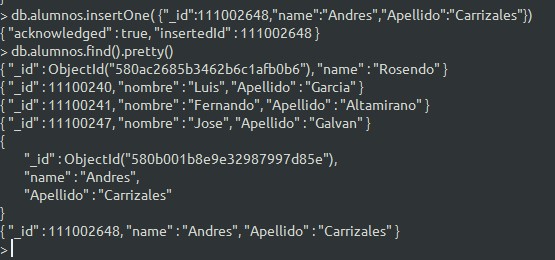 > db.alumnos.insertOne( {"_id":111002648,"name":"Andres","Apellido":"Carrizales"})
{ "acknowledged" : true, "insertedId" : 111002648 }
> db.alumnos.find().pretty()
{ "_id" : ObjectId("580ac2685b3462b6c1afb0b6"), "name" : "Rosendo" }
{ "_id" : 11100240, "nombre" : "Luis", "Apellido" : "Garcia" }
{ "_id" : 11100241, "nombre" : "Fernando", "Apellido" : "Altamirano" }
{ "_id" : 11100247, "nombre" : "Jose", "Apellido" : "Galvan" }
{
"_id" : ObjectId("580b001b8e9e32987997d85e"),
"name" : "Andres",
"Apellido" : "Carrizales"
}
{ "_id" : 111002648, "name" : "Andres", "Apellido" : "Carrizales" }
>